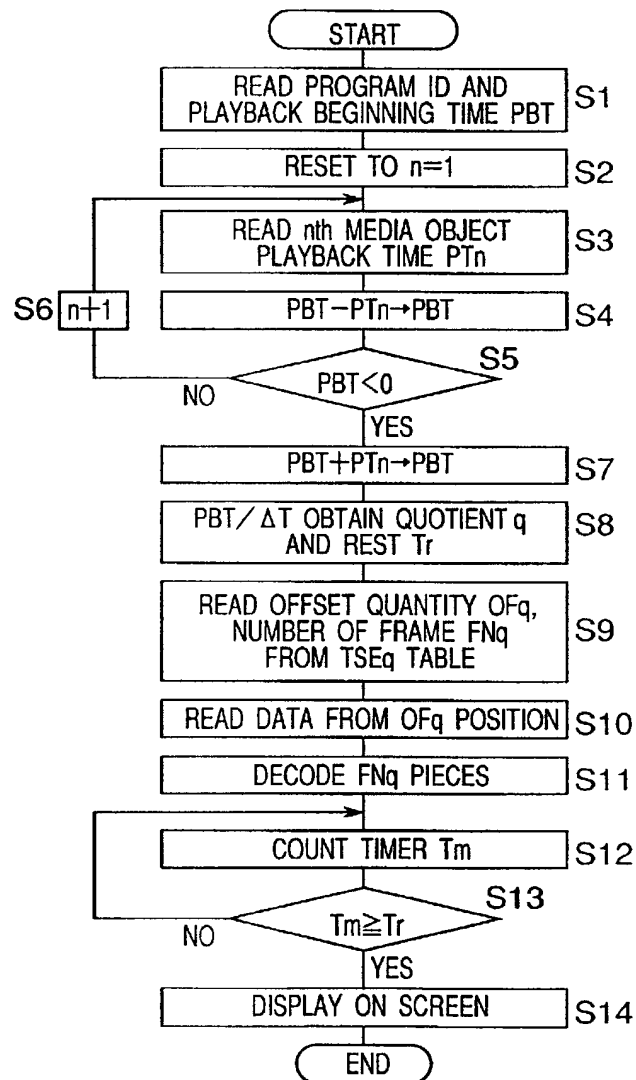 START
READ PROGRAM ID AND
PLAYBACK BEGINNING TIME PBT
S1
RESET TO n=1
S2
READ nth MEDIA OBJECT
PLAYBACK TIME PTn
S3
S6
n+1
PBT-PTn→PBT
S4
S5
PBT<0
NO
YES
PBT+PTn→PBT
S7
PBT/ΔT OBTAIN QUOTIENT q
AND REST Tr
S8
READ OFFSET QUANTITY OFq,
NUMBER OF FRAME FNq
FROM TSEq TABLE
S9
READ DATA FROM OFq POSITION
S10
DECODE FNq PIECES
S11
COUNT TIMER Tm
S12
S13
Tm≧Tr
NO
YES
DISPLAY ON SCREEN
S14
END